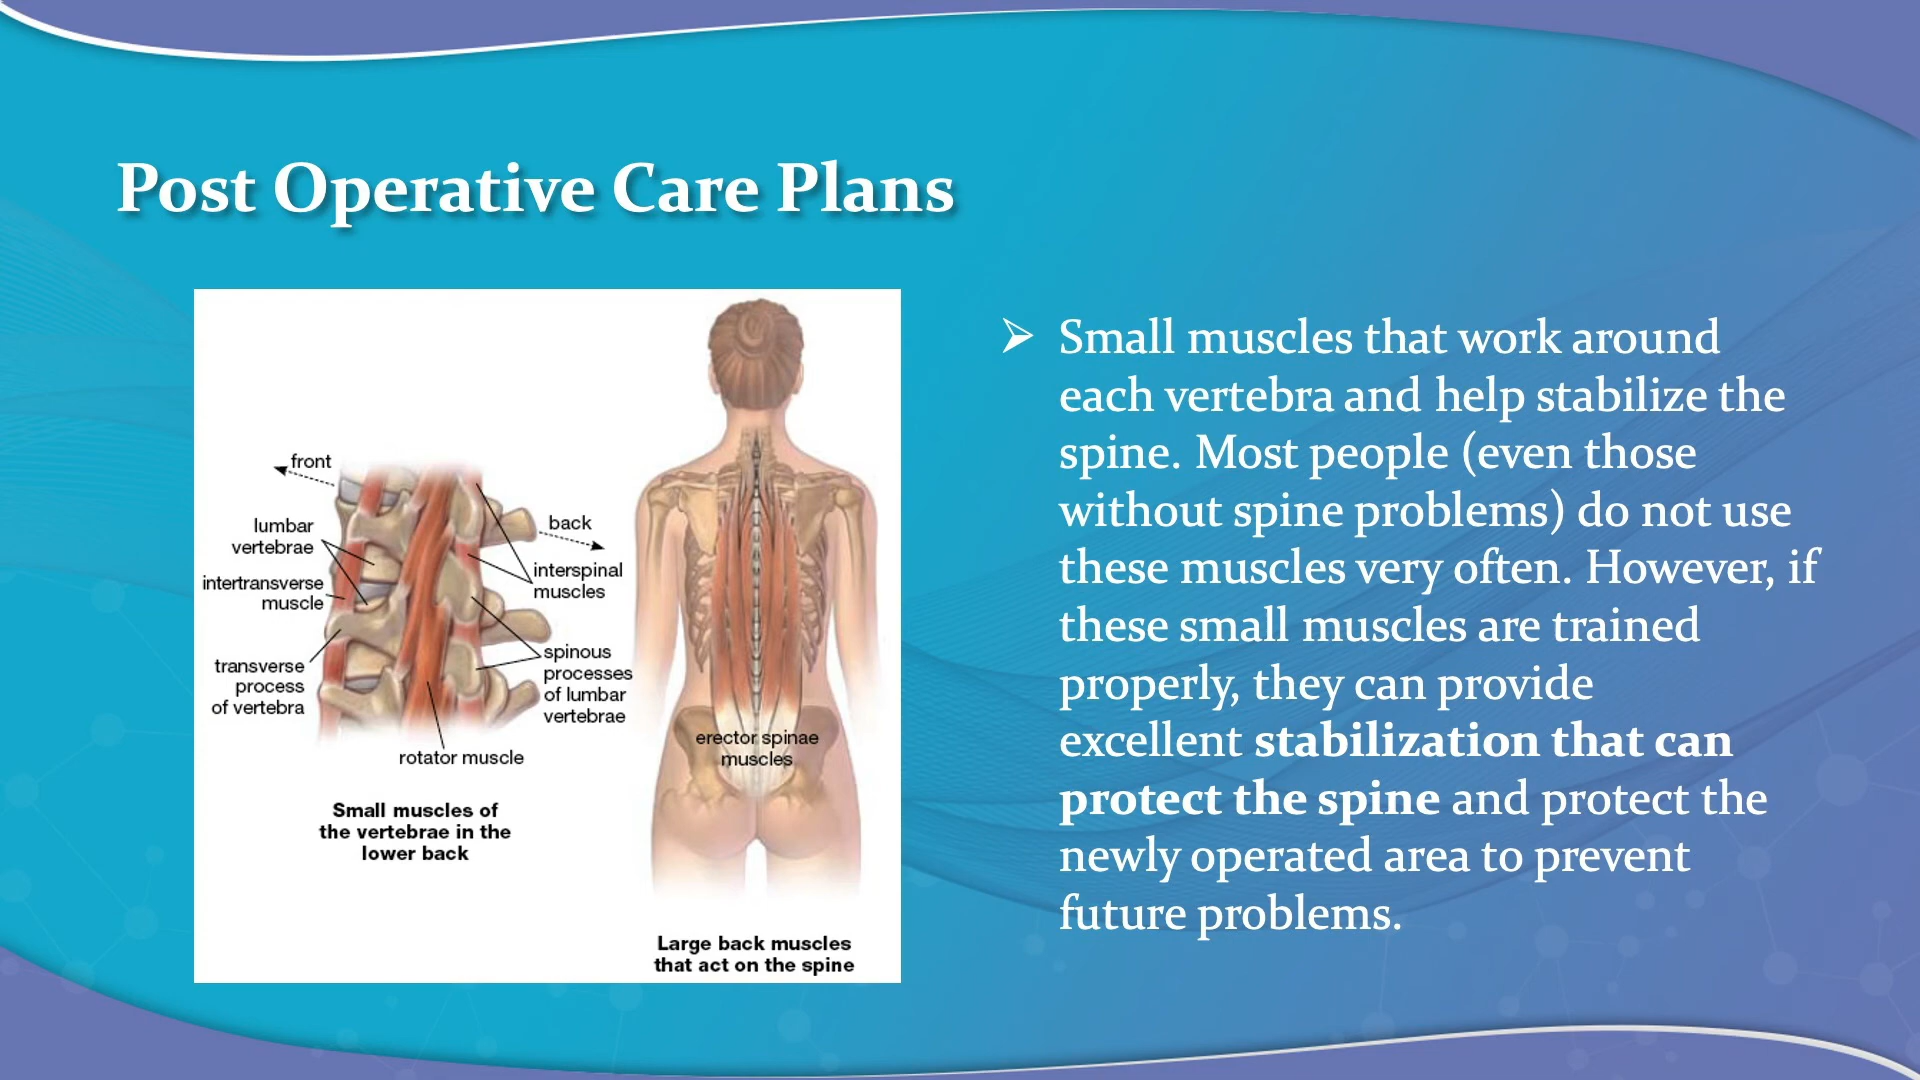 Post Operative Care Plans
front
lumbar
vertebrae
intertransverse
muscle
transverse
process
of vertebra
back
interspinal
muscles
spinous
processes
of lumbar
vertebrae
rotator muscle
Small muscles of
the vertebrae in the
lower back
erector spinae
muscles
Large back muscles
that act on the spine
Small muscles that work around
each vertebra and help stabilize the
spine. Most people (even those
without spine problems) do not use
these muscles very often. However, if
these small muscles are trained
properly, they can provide
excellent stabilization that can
protect the spine and protect the
newly operated area to prevent
future problems.